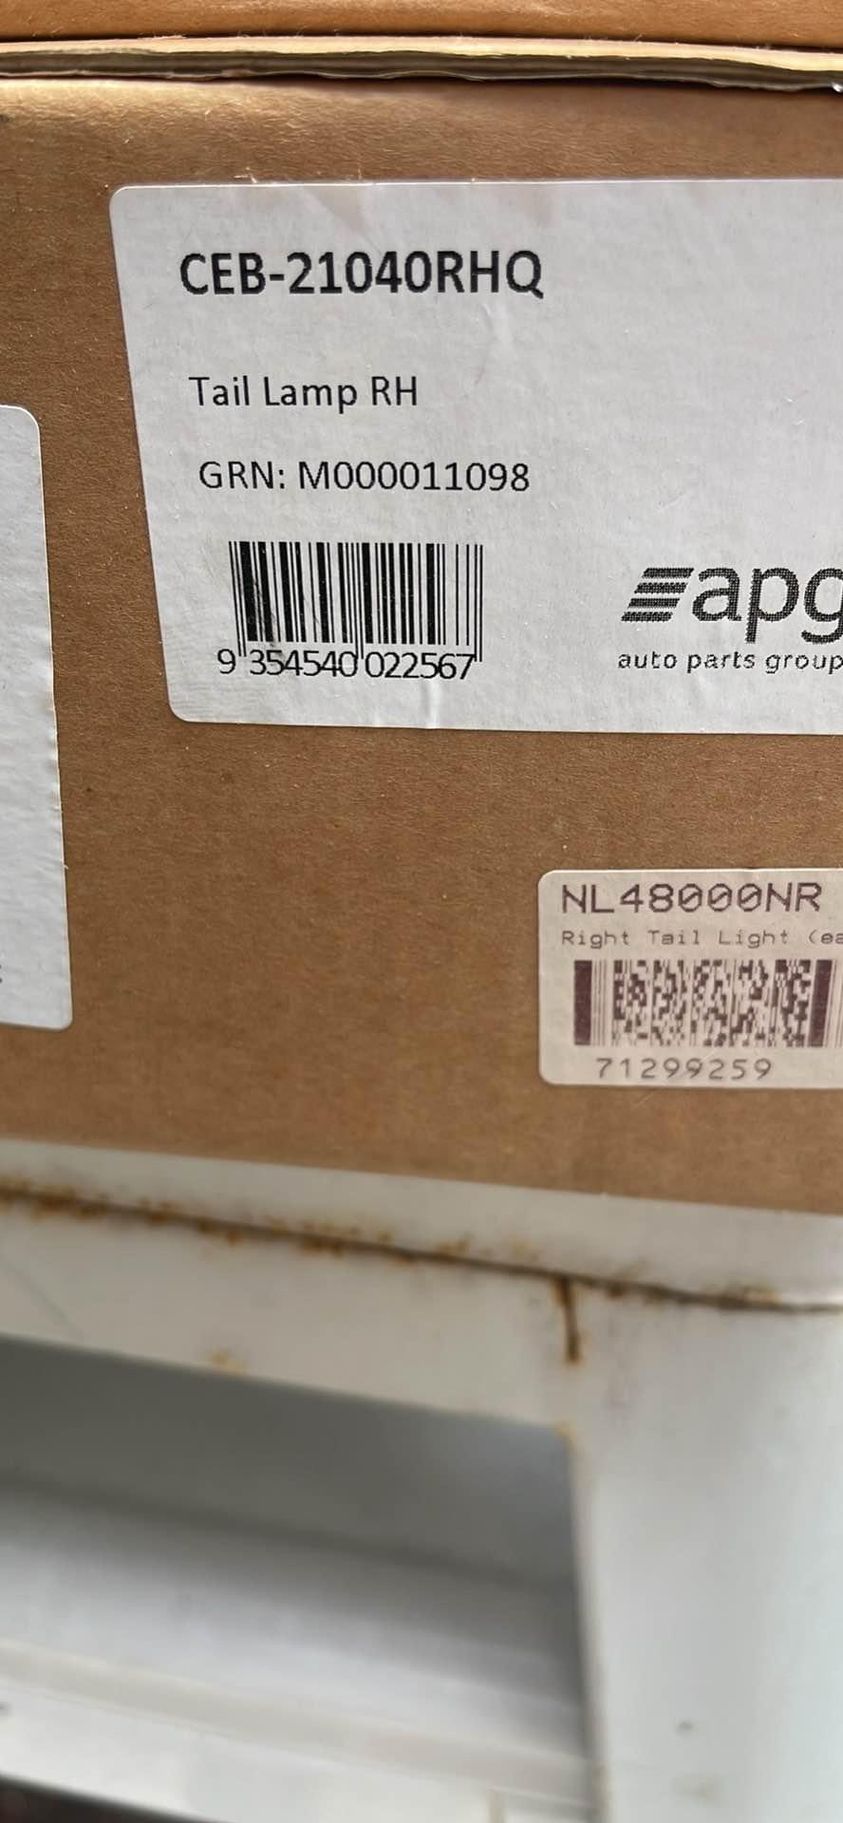 CEB-21040RHQ
Tail Lamp RH
GRN: M000011098
9 354540 022567
apg
auto parts group
NL48000NR
Right Tail Light (ea
71299259